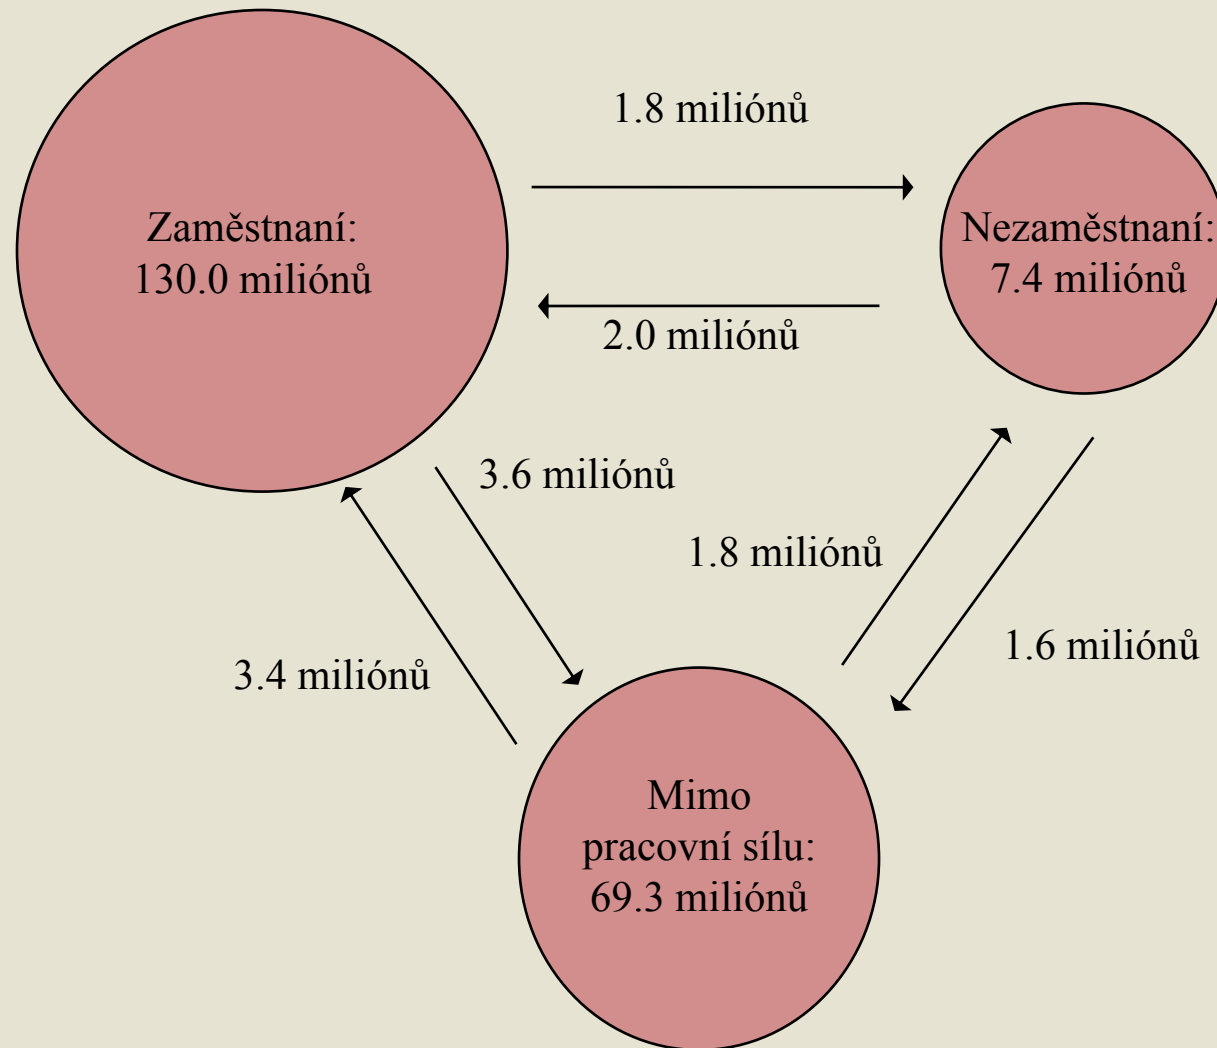 1.8 miliónů
Zaměstnaní:
130.0 miliónů
Nezaměstnaní:
7.4 miliónů
2.0 miliónů
3.6 miliónů
1.8 miliónů
1.6 miliónů
3.4 miliónů
Mimo
pracovní sílu:
69.3 miliónů